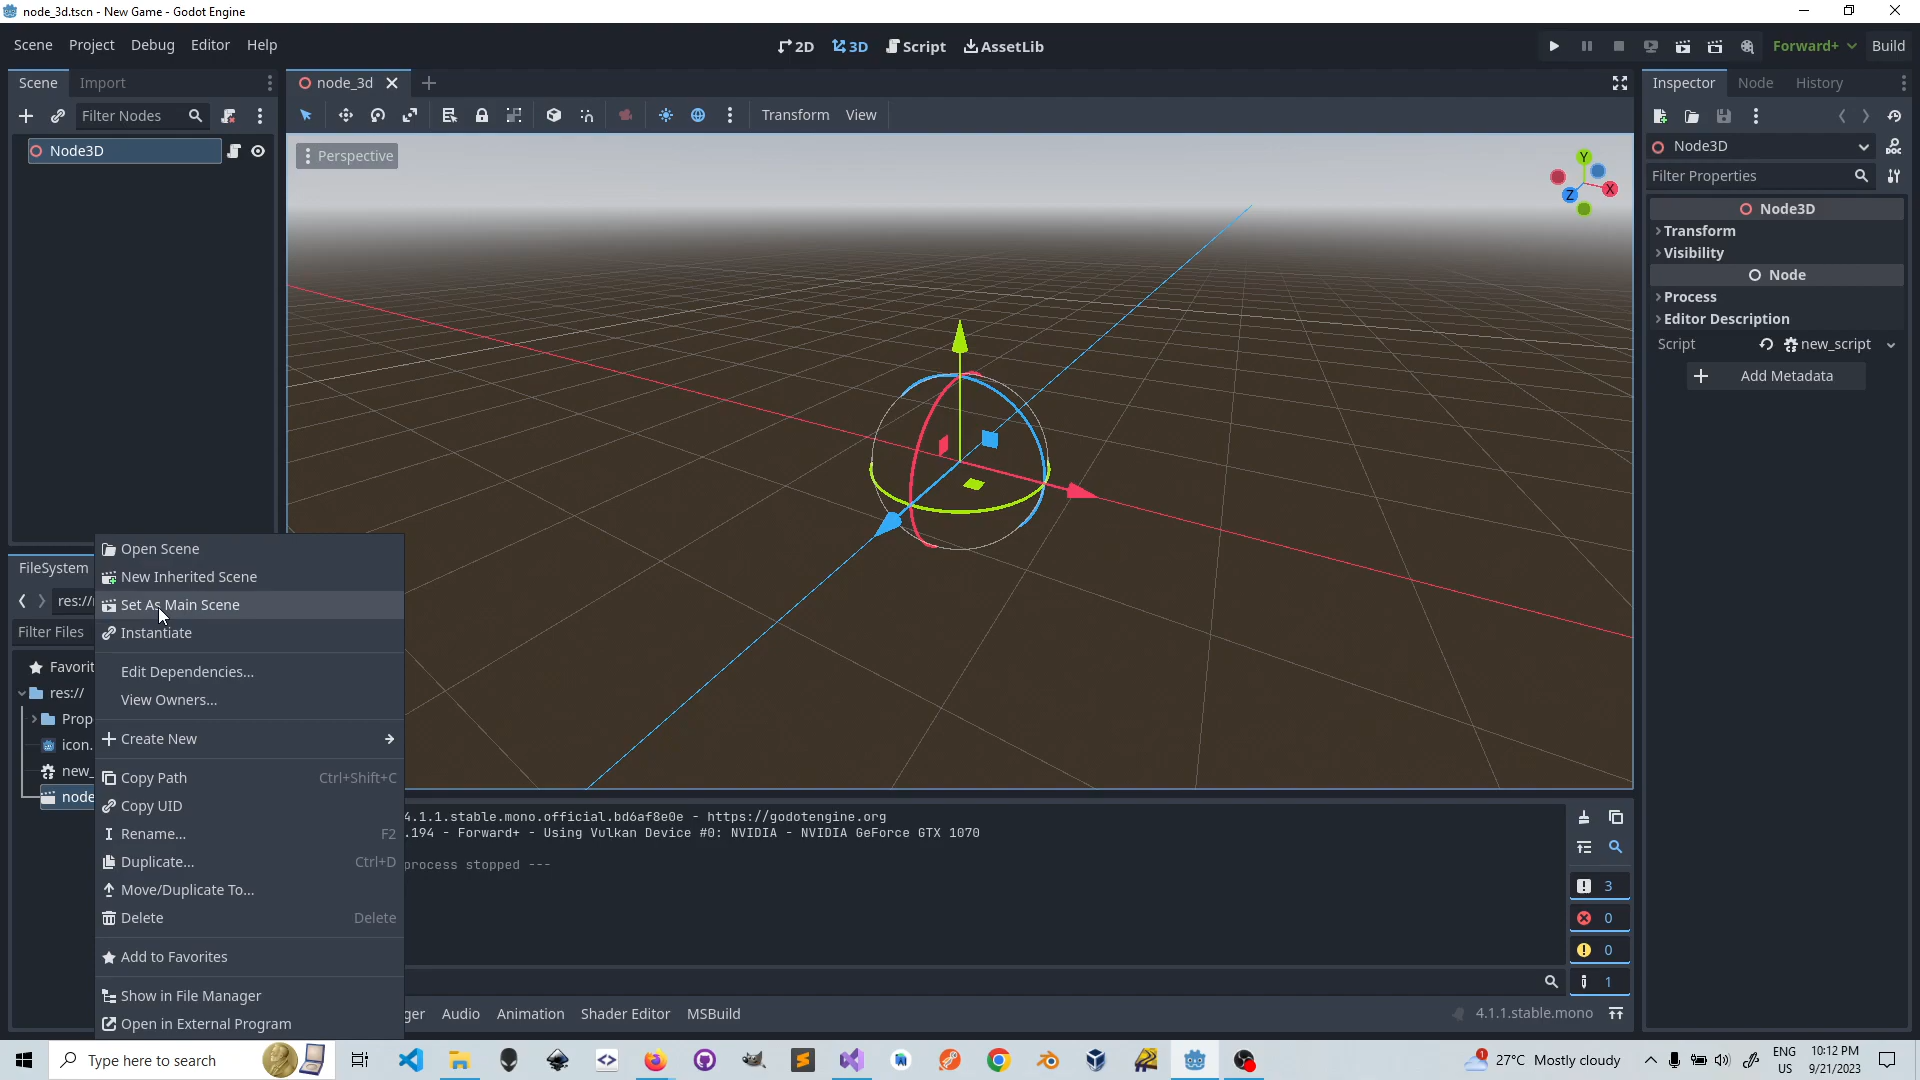 node_3d.tscn - New Game - Godot Engine
Scene Project Debug Editor Help
2D 3D Script AssetLib
Forward+ Build
Scene Import
node_3d
Inspector Node History
Filter Nodes
Transform View
Node3D
Perspective
Y
X
Z
Node3D
Filter Properties
Node3D
Transform
Visibility
Node
Process
Editor Description
Script new_script
Add Metadata
FileSystem
res://
Filter Files
Favorit
res://
Prop
icon.
new_
node
Open Scene
New Inherited Scene
Set As Main Scene
Instantiate
Edit Dependencies...
View Owners...
Create New
Copy Path Ctrl+Shift+C
Copy UID
Rename... F2
Duplicate... Ctrl+D
Move/Duplicate To...
Delete Delete
Add to Favorites
Show in File Manager
Open in External Program
4.1.1.stable.mono.official.bd6af8e0e - https://godotengine.org
.194 - Forward+ - Using Vulkan Device #0: NVIDIA - NVIDIA GeForce GTX 1070
process stopped ---
3
0
0
1
ger Audio Animation Shader Editor MSBuild
4.1.1.stable.mono
Type here to search
1
27°C Mostly cloudy
ENG
US
10:12 PM
9/21/2023